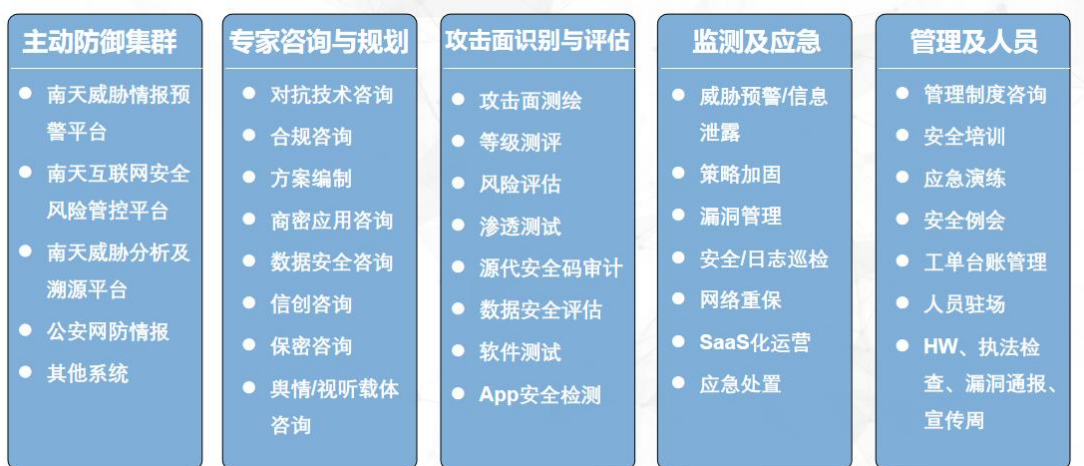 主动防御集群
南天威胁情报预
警平台
南天互联网安全
风险管控平台
南天威胁分析及
溯源平台
公安网防情报
其他系统
专家咨询与规划
对抗技术咨询
合规咨询
方案编制
商密应用咨询
数据安全咨询
信创咨询
保密咨询
舆情/视听载体
咨询
攻击面识别与评估
攻击面测绘
等级测评
风险评估
渗透测试
源代安全码审计
数据安全评估
软件测试
App安全检测
监测及应急
威胁预警/信息
泄露
策略加固
漏洞管理
安全/日志巡检
网络重保
SaaS化运营
应急处置
管理及人员
管理制度咨询
安全培训
应急演练
安全例会
工单台账管理
人员驻场
HW、执法检
查、漏洞通报、
宣传周